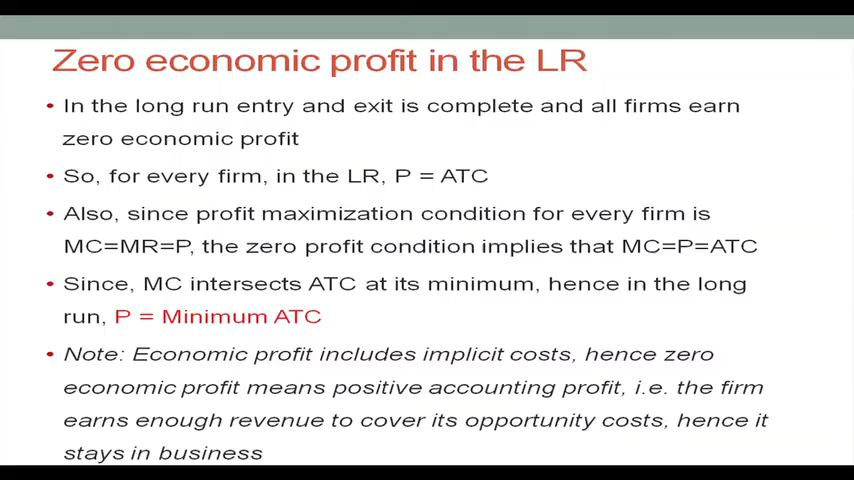 Zero economic profit in the LR
• In the long run entry and exit is complete and all firms earn
zero economic profit
• So, for every firm, in the LR, P = ATC
• Also, since profit maximization condition for every firm is
MC=MR=P, the zero profit condition implies that MC=P=ATC
• Since, MC intersects ATC at its minimum, hence in the long
run, P = Minimum ATC
• Note: Economic profit includes implicit costs, hence zero
economic profit means positive accounting profit, i.e. the firm
earns enough revenue to cover its opportunity costs, hence it
stays in business